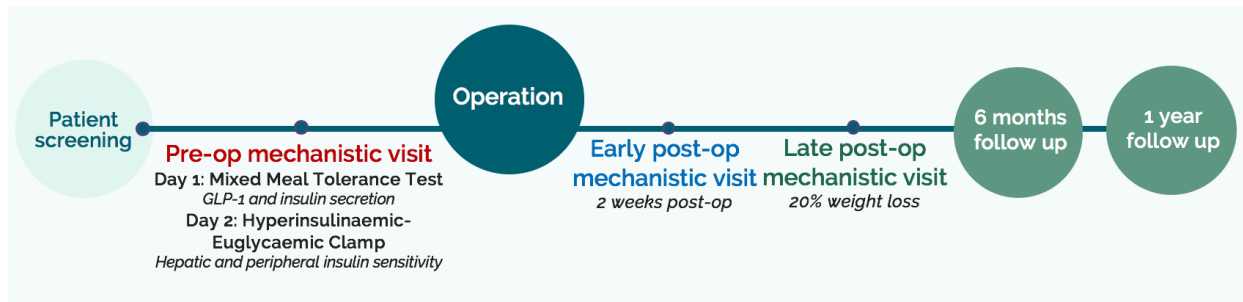 Patient
screening
Pre-op mechanistic visit
Day 1: Mixed Meal Tolerance Test
GLP-1 and insulin secretion
Day 2: Hyperinsulinaemic-
Euglycaemic Clamp
Hepatic and peripheral insulin sensitivity
Operation
Early post-op
mechanistic visit
2 weeks post-op
Late post-op
mechanistic visit
20% weight loss
6 months
follow up
1 year
follow up